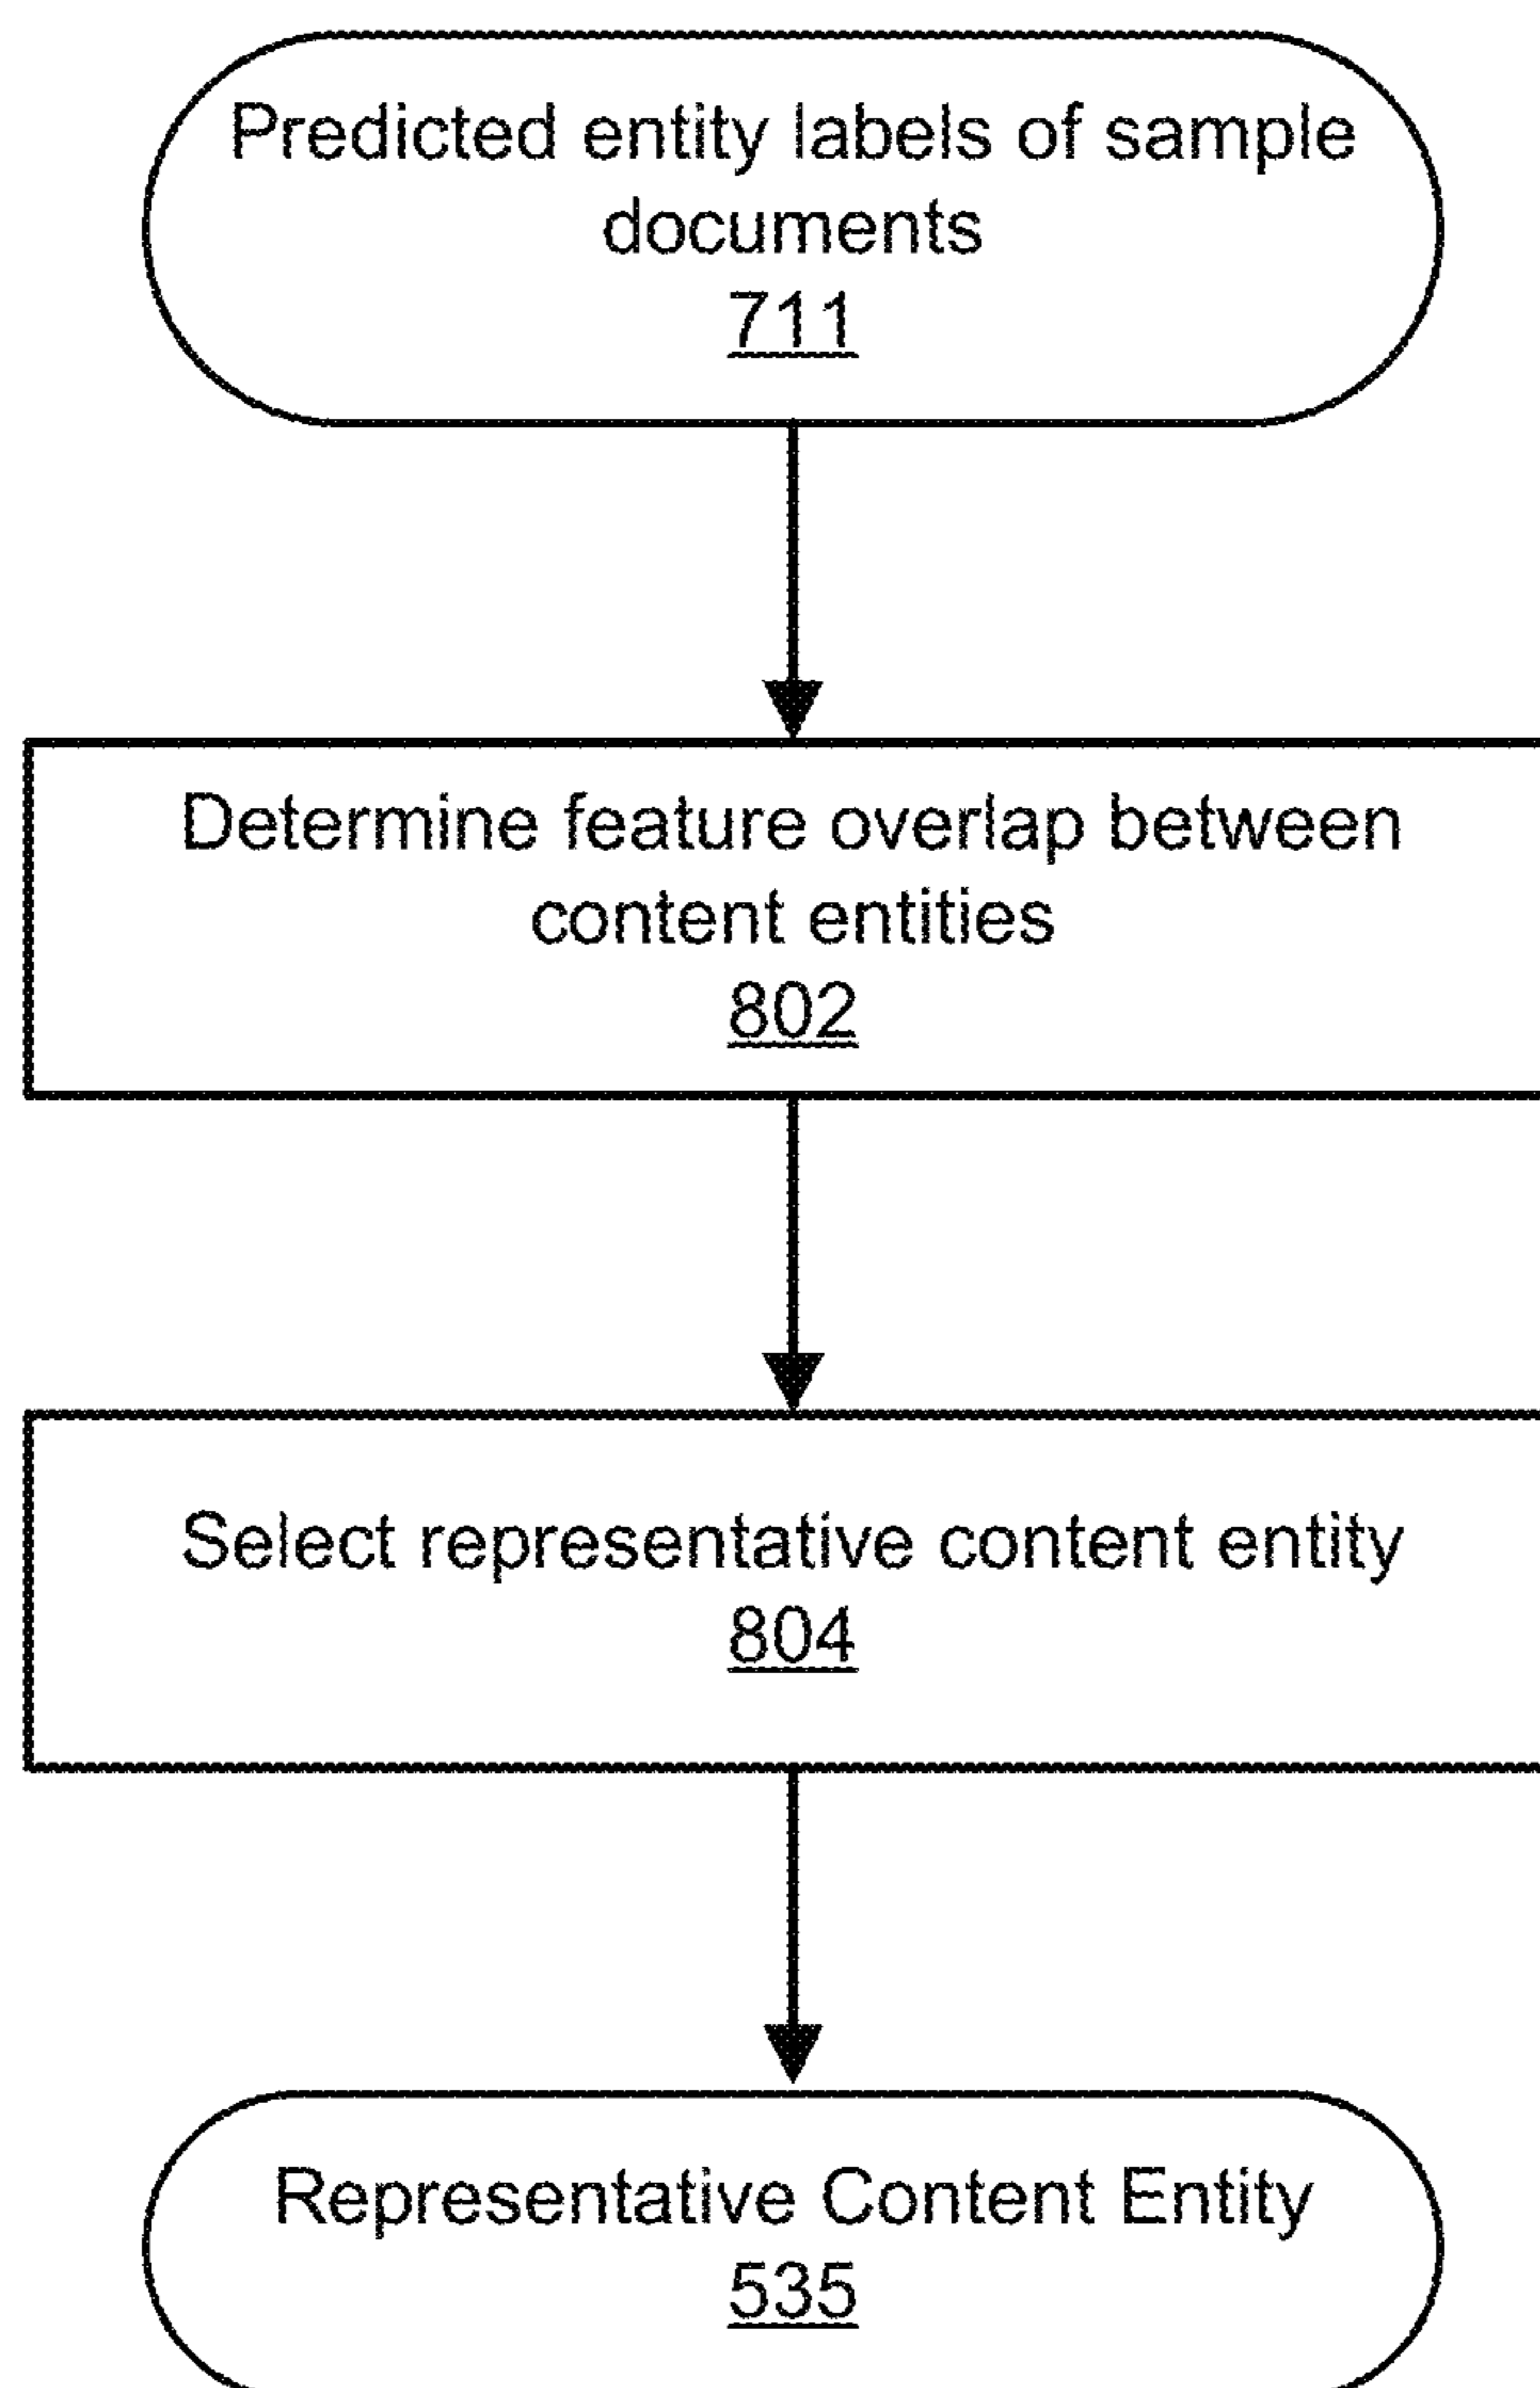 Predicted entity labels of sample
documents
711
Determine feature overlap between
content entities
802
Select representative content entity
804
Representative Content Entity
535